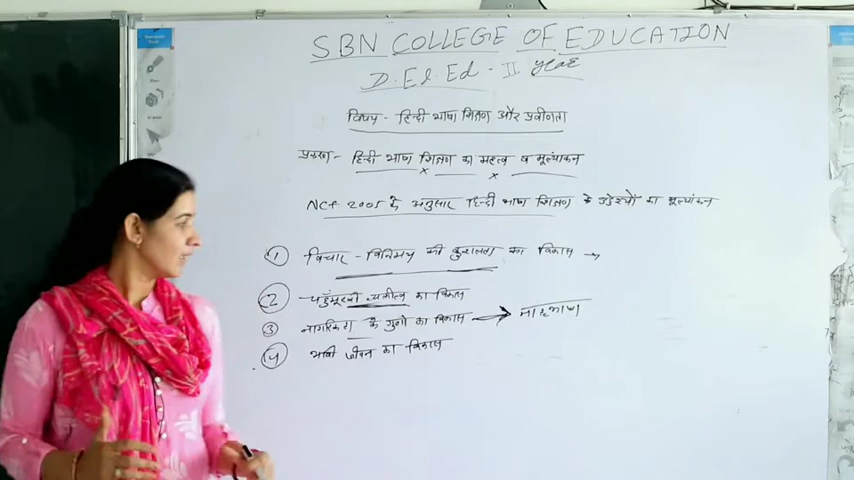 SBN COLLEGE OF EDUCATION
D.El.Ed - II year
विषय - हिन्दी भाषा शिक्षण और प्रवीणता
प्रकरण - हिन्दी भाषा शिक्षण का महत्व व मूल्यांकन
NCF 2005 के अनुसार हिन्दी भाषा शिक्षण के उद्देश्यों का मूल्यांकन
① विचार - विनिमय की कुशलता का विकास →
② बहुमूखी व्यक्तित्व का विकास
③ नागरिकता के गुणों का विकास → मातृभाषा
④ भावी जीवन का विकास